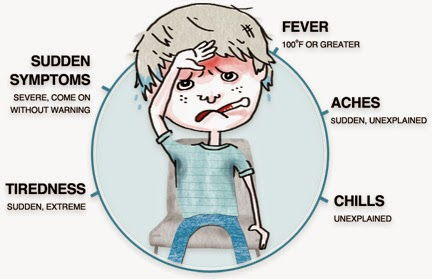 FEVER
100°F OR GREATER
SUDDEN
SYMPTOMS
SEVERE, COME ON
WITHOUT WARNING
ACHES
SUDDEN, UNEXPLAINED
TIREDNESS
SUDDEN, EXTREME
CHILLS
UNEXPLAINED